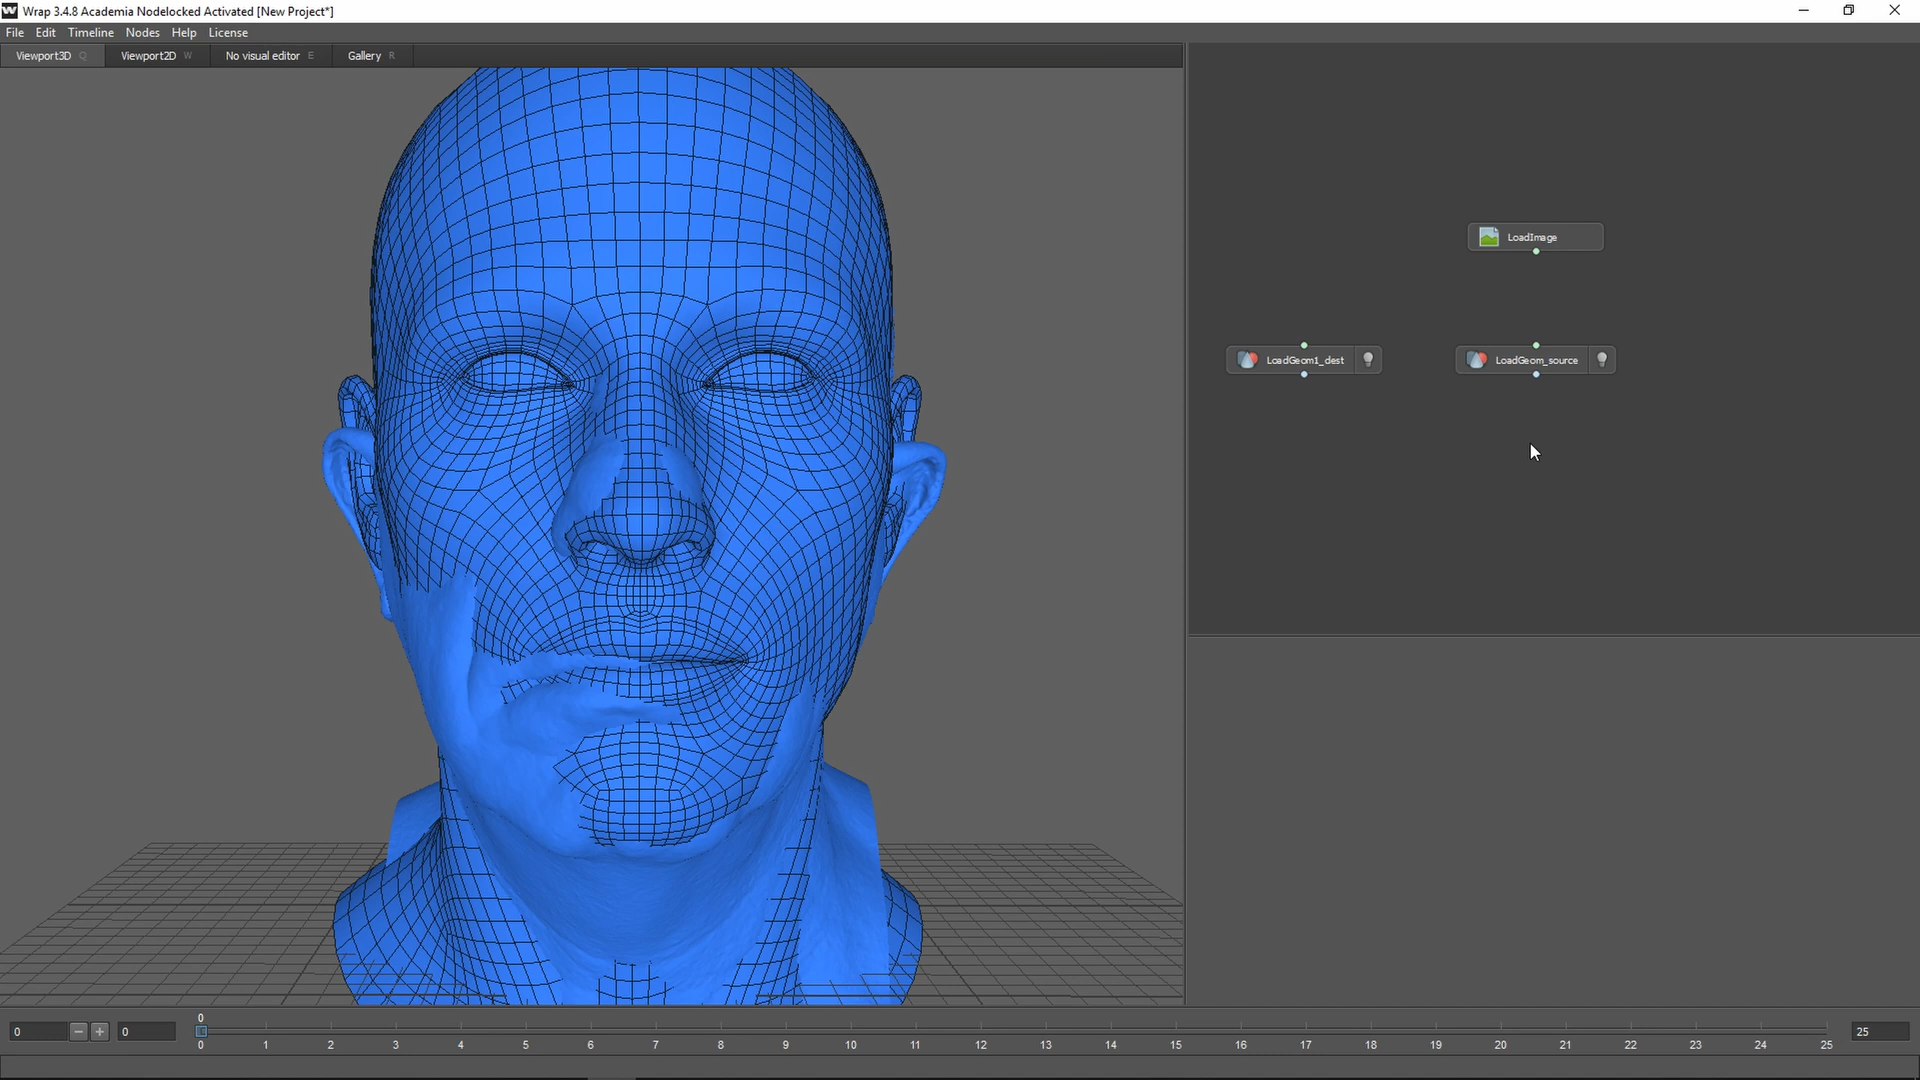 Wrap 3.4.8 Academia Nodelocked Activated [New Project*]
File Edit Timeline Nodes Help License
Viewport3D Q Viewport2D W No visual editor E Gallery R
LoadImage
LoadGeom1_dest LoadGeom_source
0
0 0 25
0 1 2 3 4 5 6 7 8 9 10 11 12 13 14 15 16 17 18 19 20 21 22 23 24 25